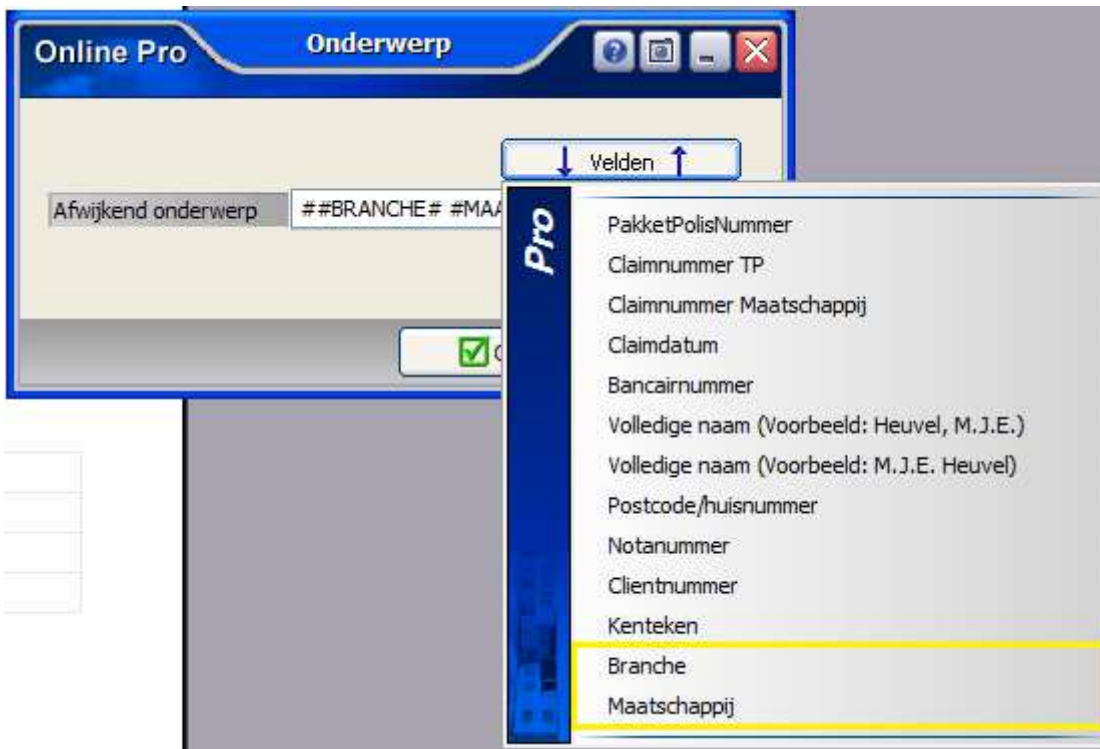 Online Pro
Onderwerp
Velden
Afwijkend onderwerp
##BRANCHE# #MAA
Pro
PakketPolisNummer
Claimnummer TP
Claimnummer Maatschappij
Claimdatum
Bancairnummer
Volledige naam (Voorbeeld: Heuvel, M.J.E.)
Volledige naam (Voorbeeld: M.J.E. Heuvel)
Postcode/huisnummer
Notanummer
Clientnummer
Kenteken
Branche
Maatschappij